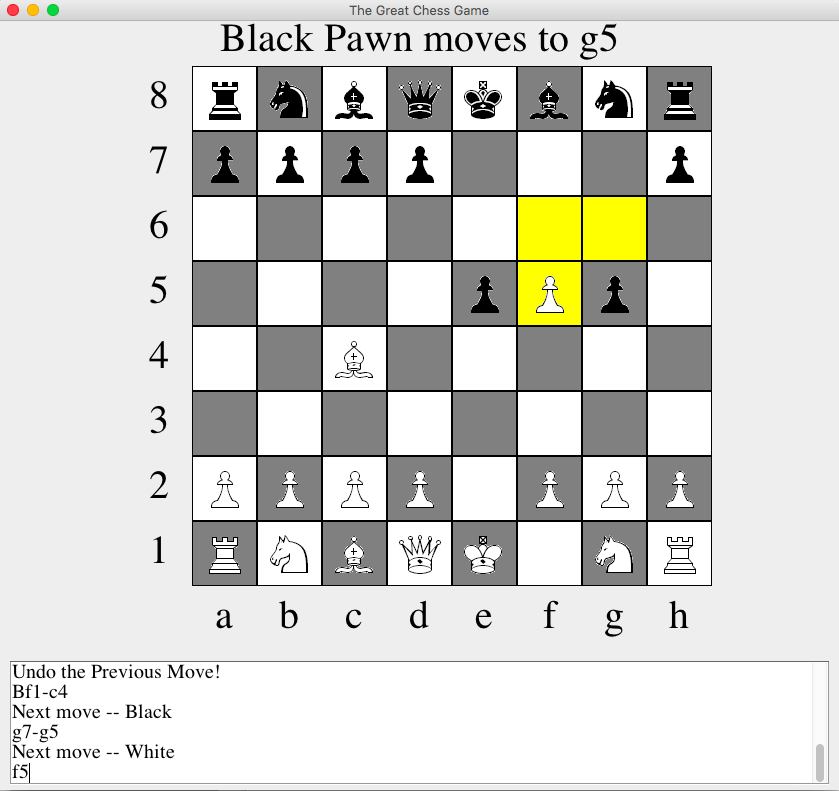 The Great Chess Game
Black Pawn moves to g5
8
7
6
5
4
3
2
1
a b c d e f g h
Undo the Previous Move!
Bf1-c4
Next move -- Black
g7-g5
Next move -- White
f5